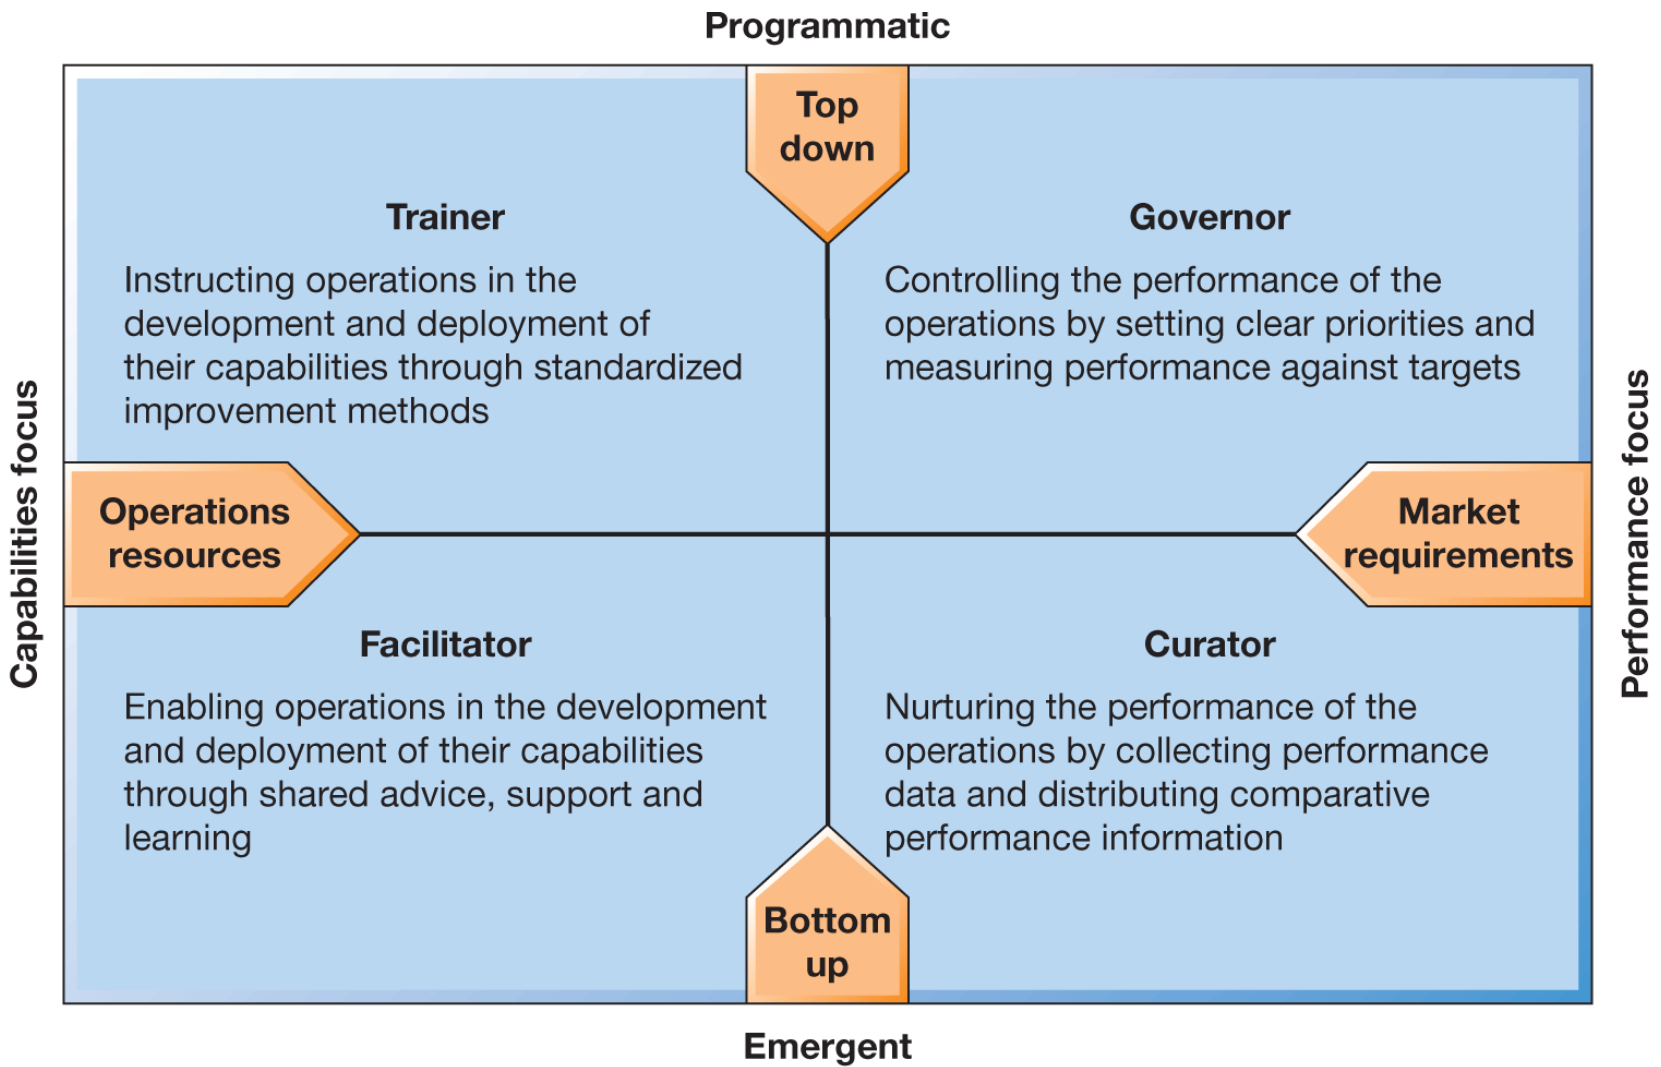 Programmatic
Top
down
Trainer
Instructing operations in the
development and deployment of
their capabilities through standardized
improvement methods
Governor
Controlling the performance of the
operations by setting clear priorities and
measuring performance against targets
Capabilities focus
Operations
resources
Market
requirements
Performance focus
Facilitator
Enabling operations in the development
and deployment of their capabilities
through shared advice, support and
learning
Curator
Nurturing the performance of the
operations by collecting performance
data and distributing comparative
performance information
Bottom
up
Emergent